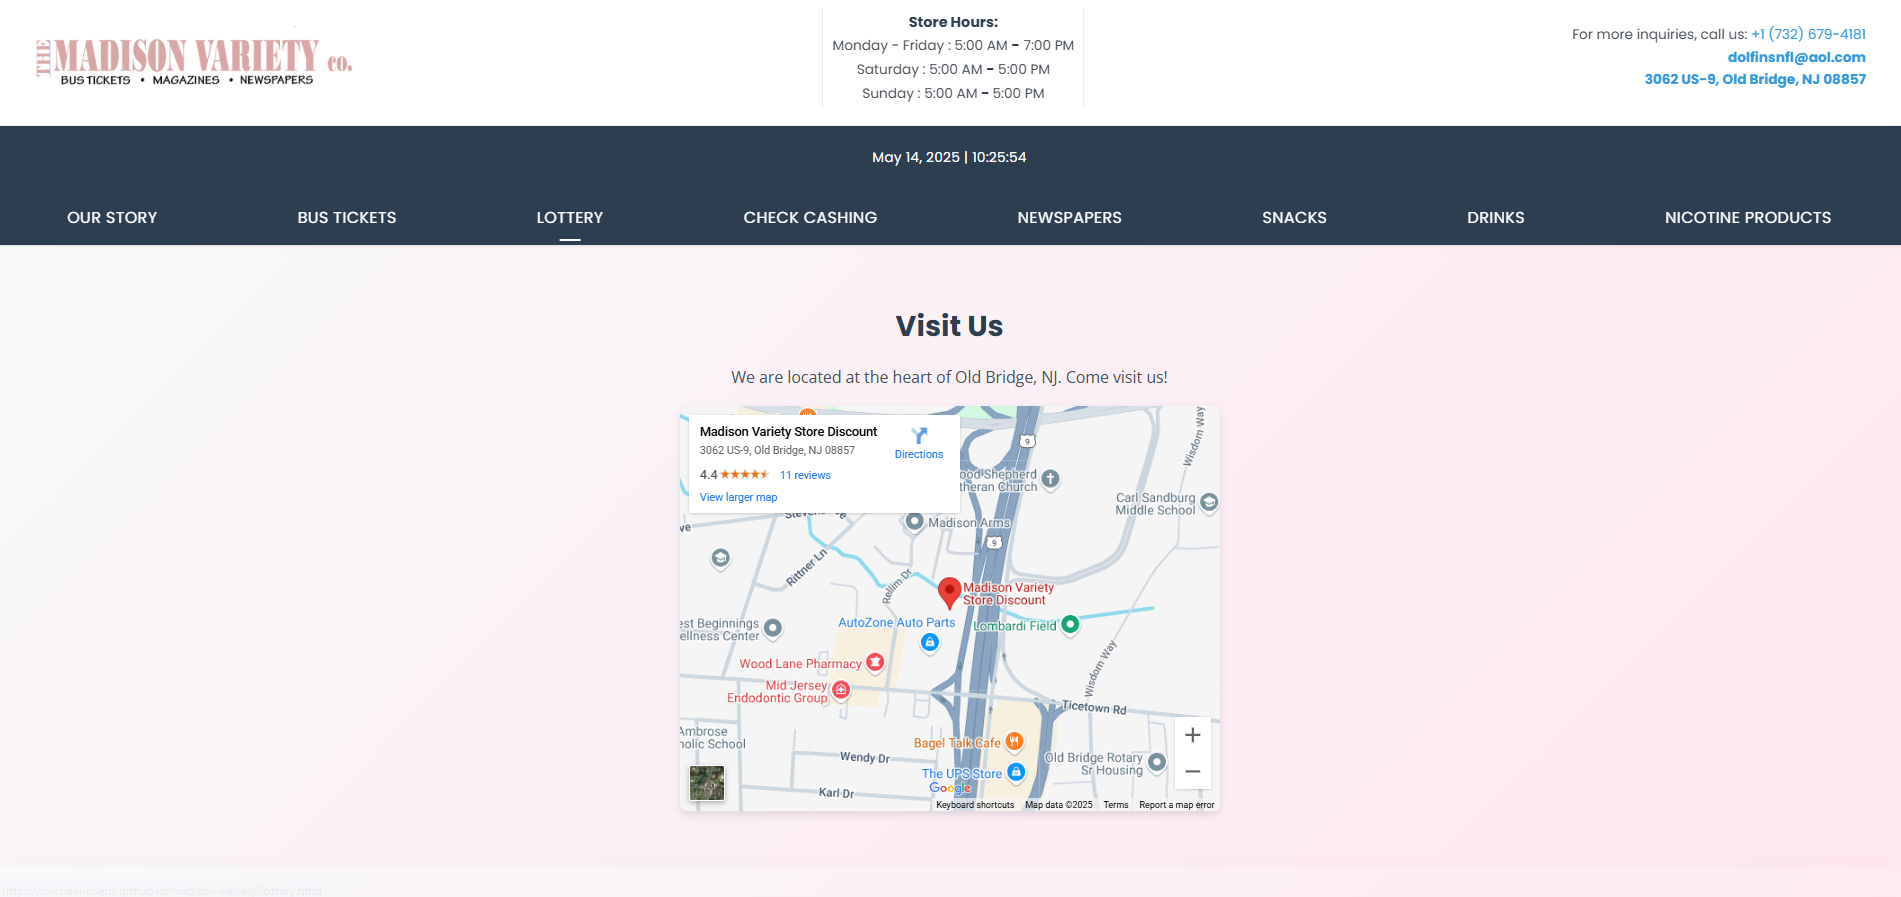 THE MADISON VARIETY co.
BUS TICKETS • MAGAZINES • NEWSPAPERS
Store Hours:
Monday - Friday : 5:00 AM - 7:00 PM
Saturday : 5:00 AM - 5:00 PM
Sunday : 5:00 AM - 5:00 PM
For more inquiries, call us: +1 (732) 679-4181
dolfinsnfl@aol.com
3062 US-9, Old Bridge, NJ 08857
May 14, 2025 | 10:25:54
OUR STORY
BUS TICKETS
LOTTERY
CHECK CASHING
NEWSPAPERS
SNACKS
DRINKS
NICOTINE PRODUCTS
Visit Us
We are located at the heart of Old Bridge, NJ. Come visit us!
Madison Variety Store Discount
3062 US-9, Old Bridge, NJ 08857
Directions
4.4
11 reviews
View larger map
9
Wisdom Way
ood Shepherd
theran Church
Carl Sandburg
Middle School
Madison Arms
ve
9
Rittner Ln
Rellim Dr
Madison Variety
Store Discount
est Beginnings
ellness Center
AutoZone Auto Parts
Lombardi Field
Wood Lane Pharmacy
Mid Jersey
Endodontic Group
Wisdom Way
Ticetown Rd
Ambrose
holic School
Bagel Talk Cafe
Wendy Dr
Old Bridge Rotary
Sr Housing
The UPS Store
Google
Karl Dr
Keyboard shortcuts
Map data ©2025
Terms
Report a map error
https://michaelrosens.github.io/madison-variety/lottery.html